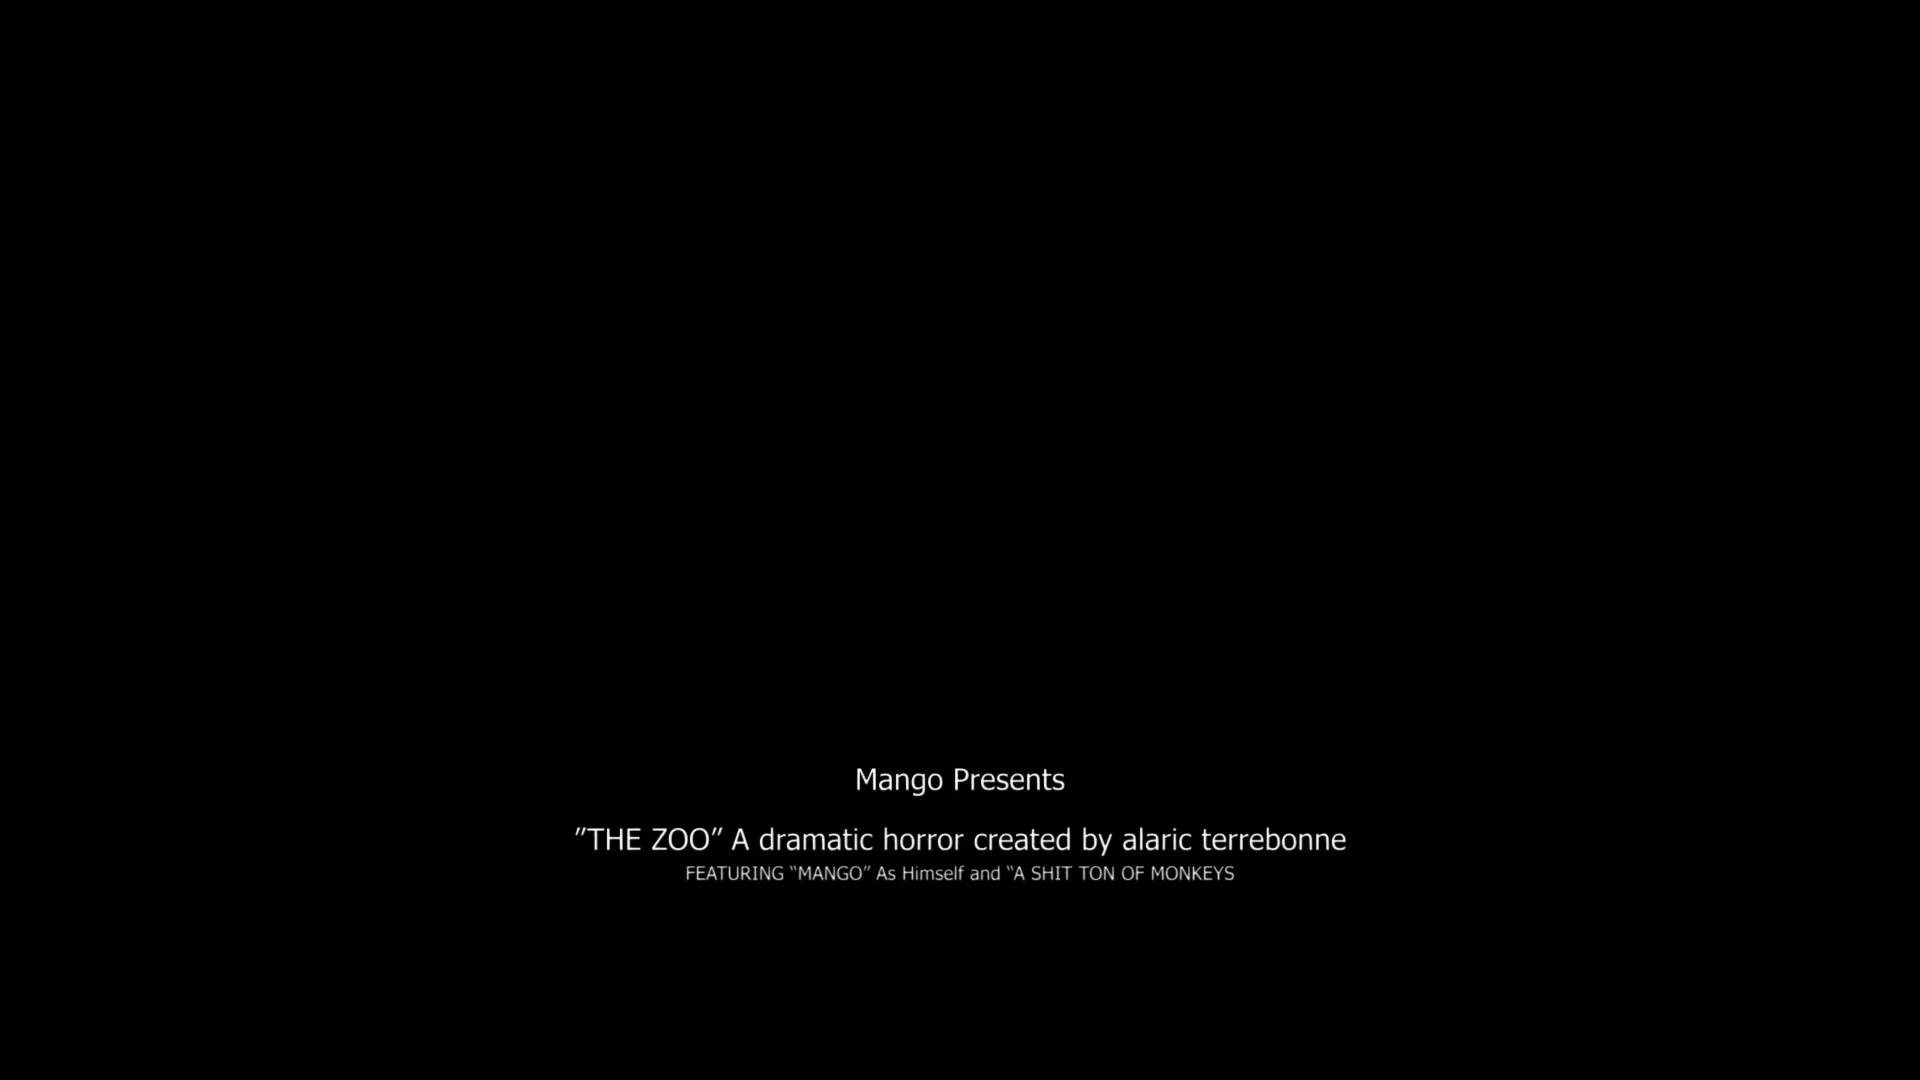 Mango Presents
”THE ZOO” A dramatic horror created by alaric terrebonne
FEATURING “MANGO” As Himself and “A SHIT TON OF MONKEYS